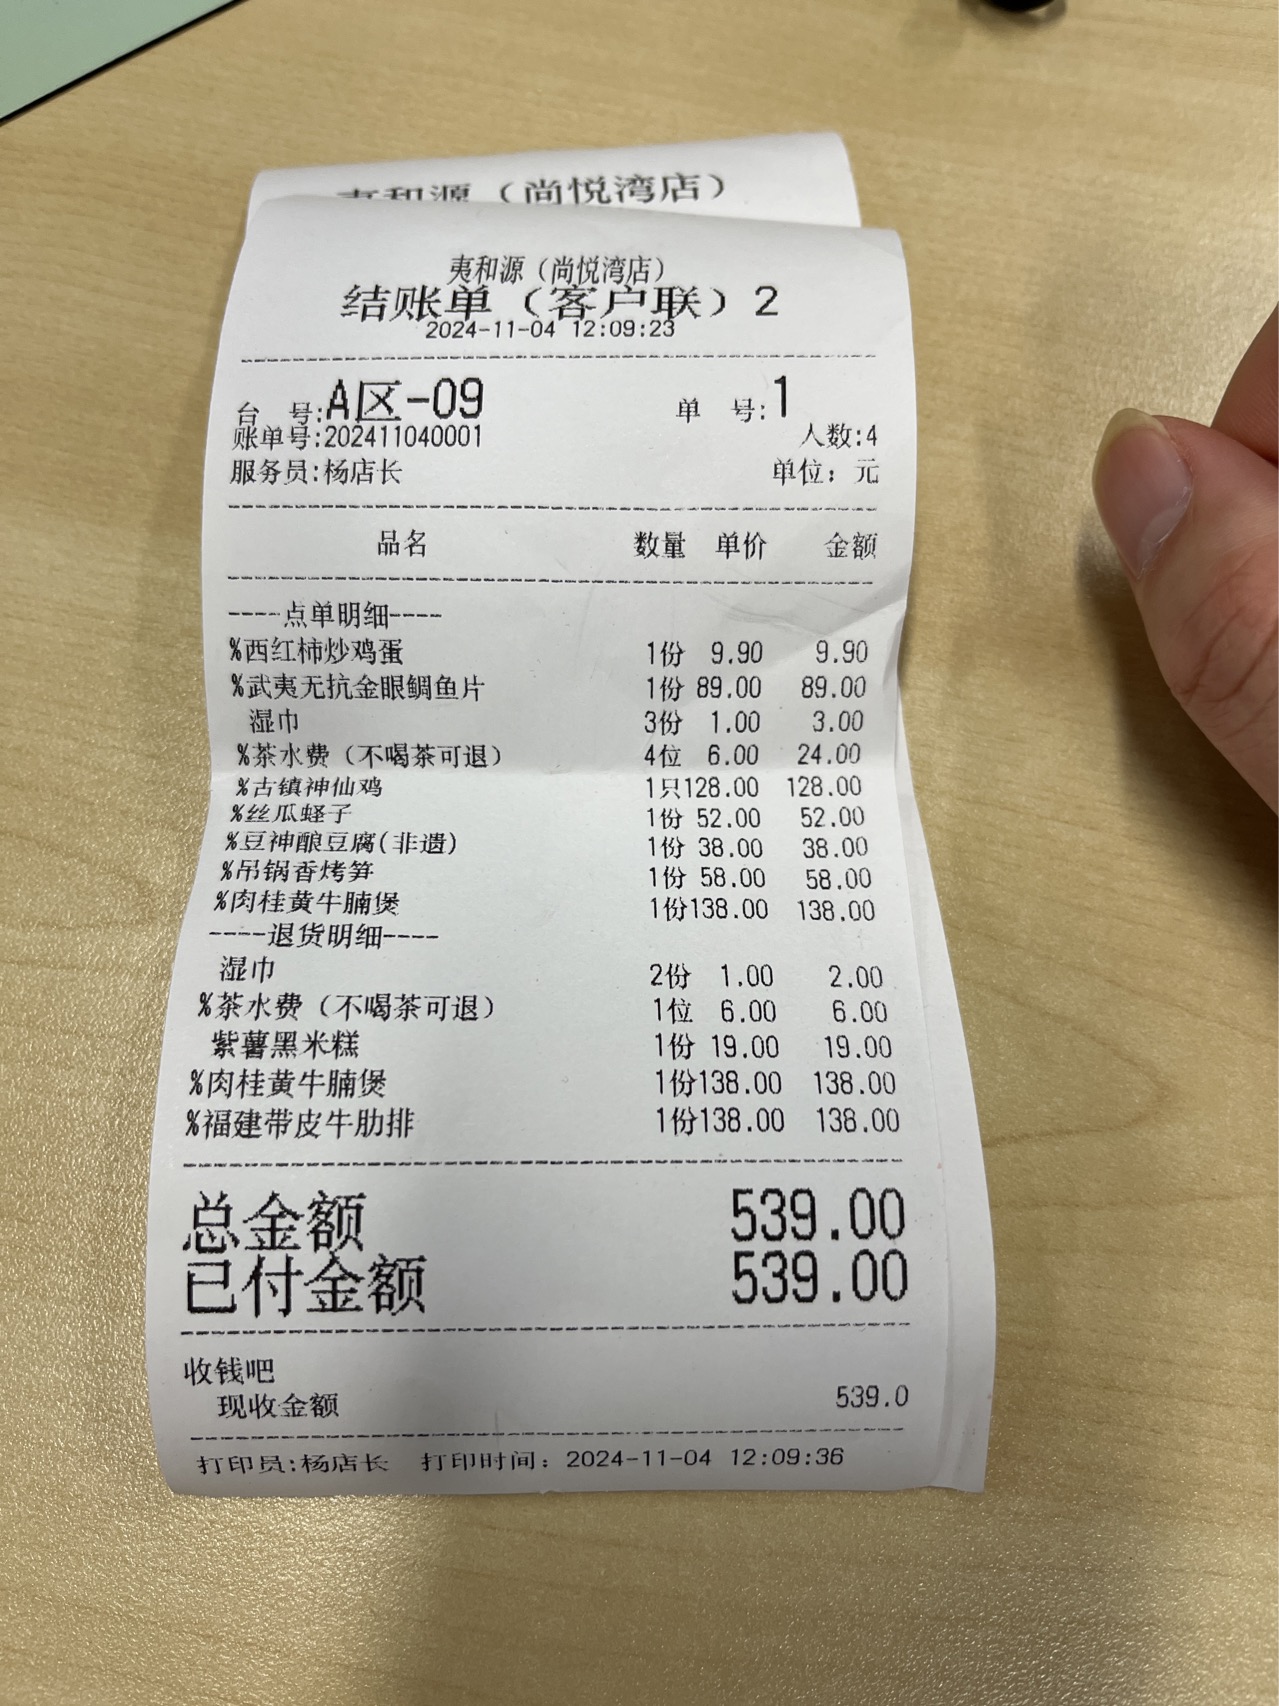 和源（尚悦湾店）
夷和源（尚悦湾店）
结账单（客户联）2
2024-11-04 12:09:23
台 号:A区-09 单 号:1
账单号:202411040001 人数:4
服务员:杨店长 单位：元
品名 数量 单价 金额
----点单明细----
%西红柿炒鸡蛋 1份 9.90 9.90
%武夷无抗金眼鲷鱼片 1份 89.00 89.00
湿巾 3份 1.00 3.00
%茶水费（不喝茶可退） 4位 6.00 24.00
%古镇神仙鸡 1只128.00 128.00
%丝瓜蛏子 1份 52.00 52.00
%豆神酿豆腐(非遗) 1份 38.00 38.00
%吊锅香烤笋 1份 58.00 58.00
%肉桂黄牛腩煲 1份138.00 138.00
----退货明细----
湿巾 2份 1.00 2.00
%茶水费（不喝茶可退） 1位 6.00 6.00
紫薯黑米糕 1份 19.00 19.00
%肉桂黄牛腩煲 1份138.00 138.00
%福建带皮牛肋排 1份138.00 138.00
总金额 539.00
已付金额 539.00
收钱吧
现收金额 539.0
打印员:杨店长 打印时间：2024-11-04 12:09:36